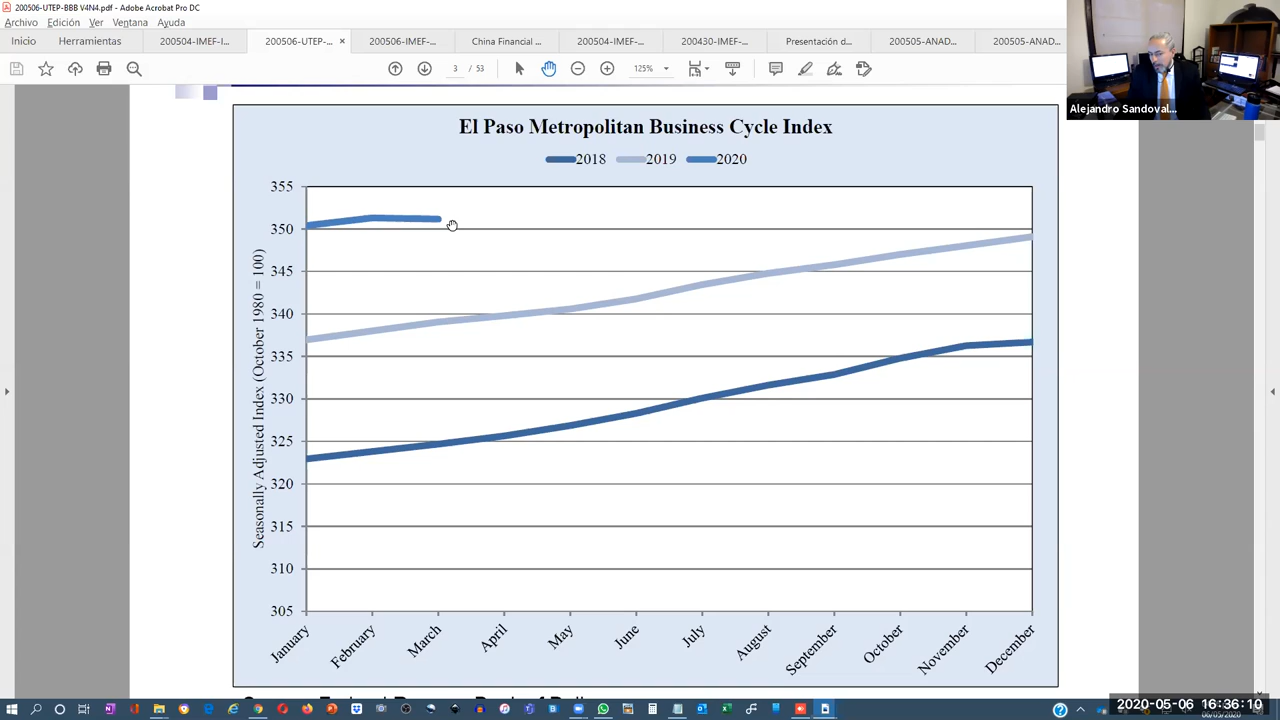 200506-UTEP-BBB V4N4.pdf - Adobe Acrobat Pro DC
Archivo Edición Ver Ventana Ayuda
Inicio Herramientas 200504-IMEF-I... 200506-UTEP-... × 200506-IMEF-... China Financial ... 200504-IMEF-... 200430-IMEF-... Presentación d... 200505-ANAD... 200505-ANAD...
3 / 53 125%
Alejandro Sandoval...
El Paso Metropolitan Business Cycle Index
2018 2019 2020
Seasonally Adjusted Index (October 1980 = 100)
355
350
345
340
335
330
325
320
315
310
305
January February March April May June July August September October November December
2020-05-06 16:36:10
06/05/2020